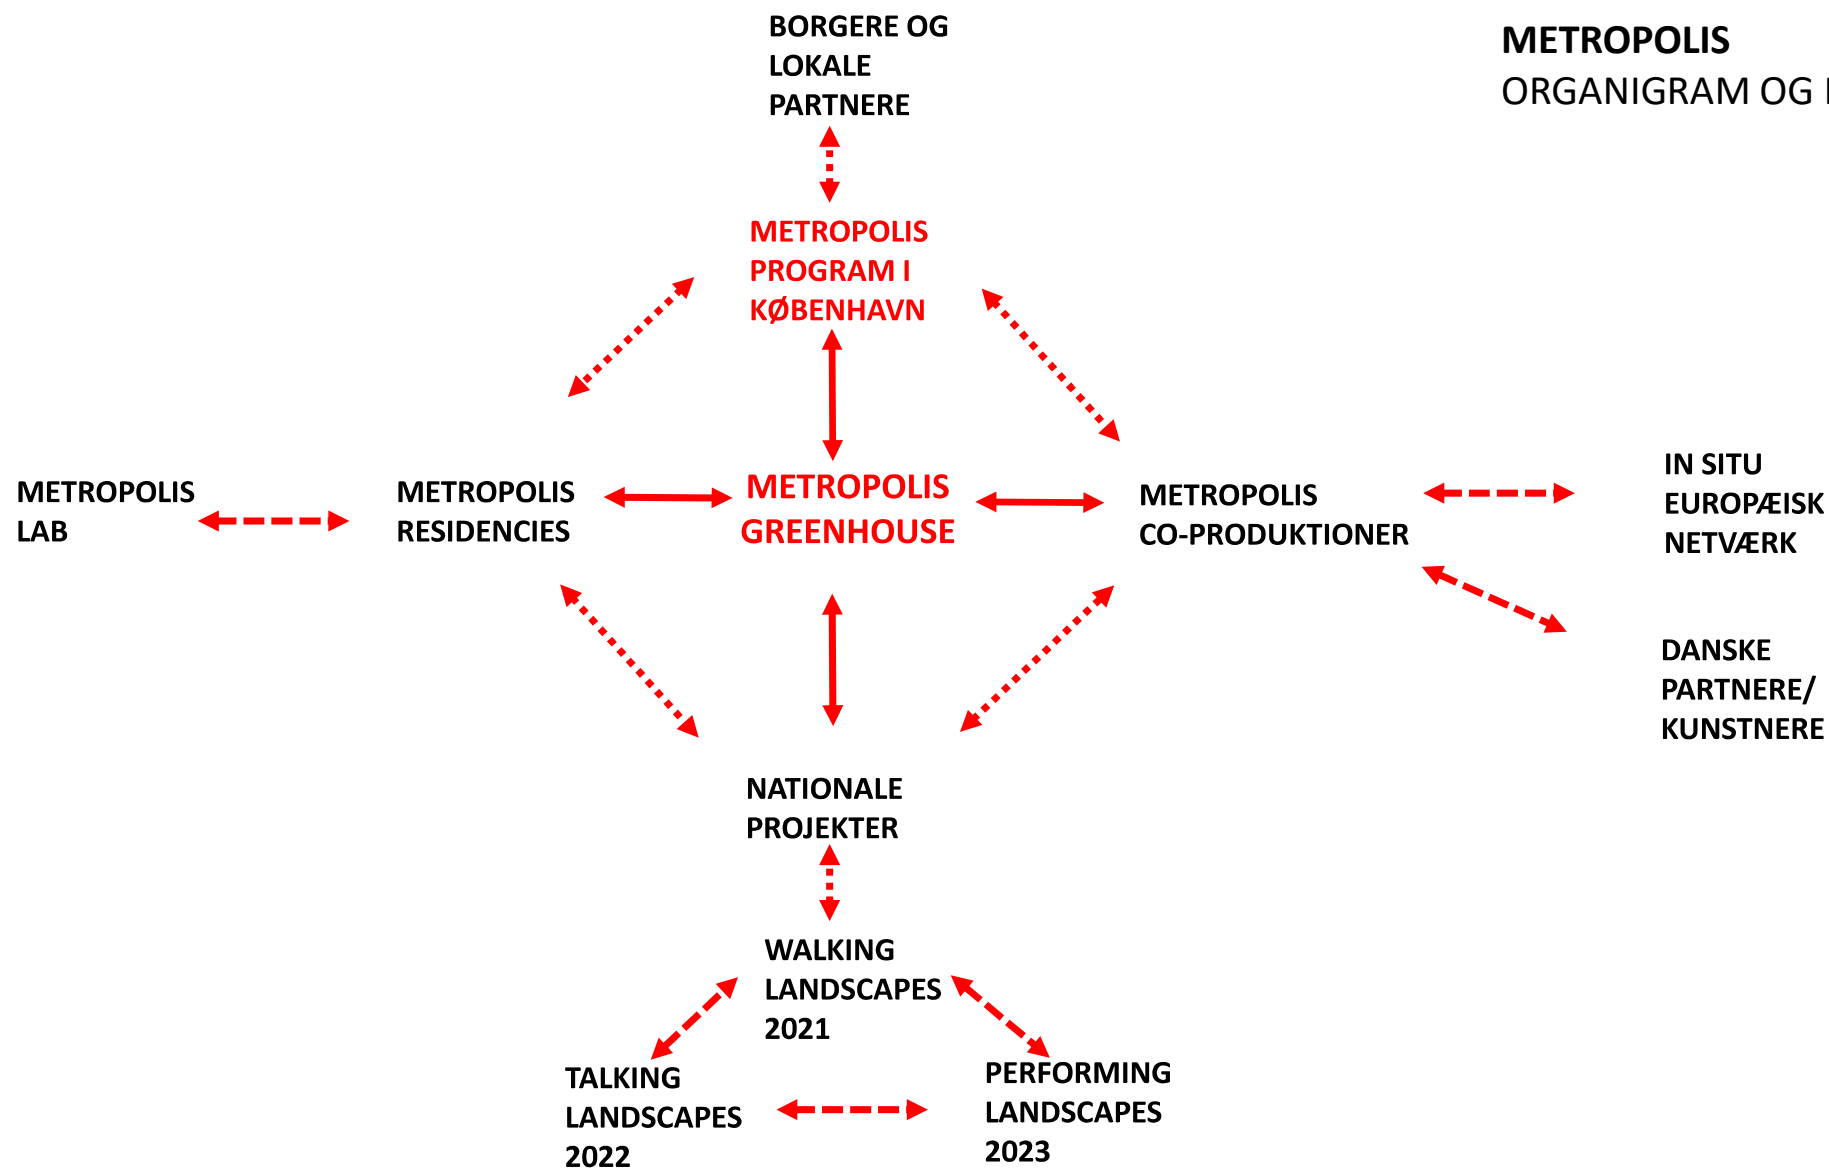 BORGERE OG
LOKALE
PARTNERE
METROPOLIS
ORGANIGRAM OG
METROPOLIS
PROGRAM I
KØBENHAVN
METROPOLIS
LAB
METROPOLIS
RESIDENCIES
METROPOLIS
GREENHOUSE
METROPOLIS
CO-PRODUKTIONER
IN SITU
EUROPÆISK
NETVÆRK
DANSKE
PARTNERE/
KUNSTNERE
NATIONALE
PROJEKTER
WALKING
LANDSCAPES
2021
TALKING
LANDSCAPES
2022
PERFORMING
LANDSCAPES
2023